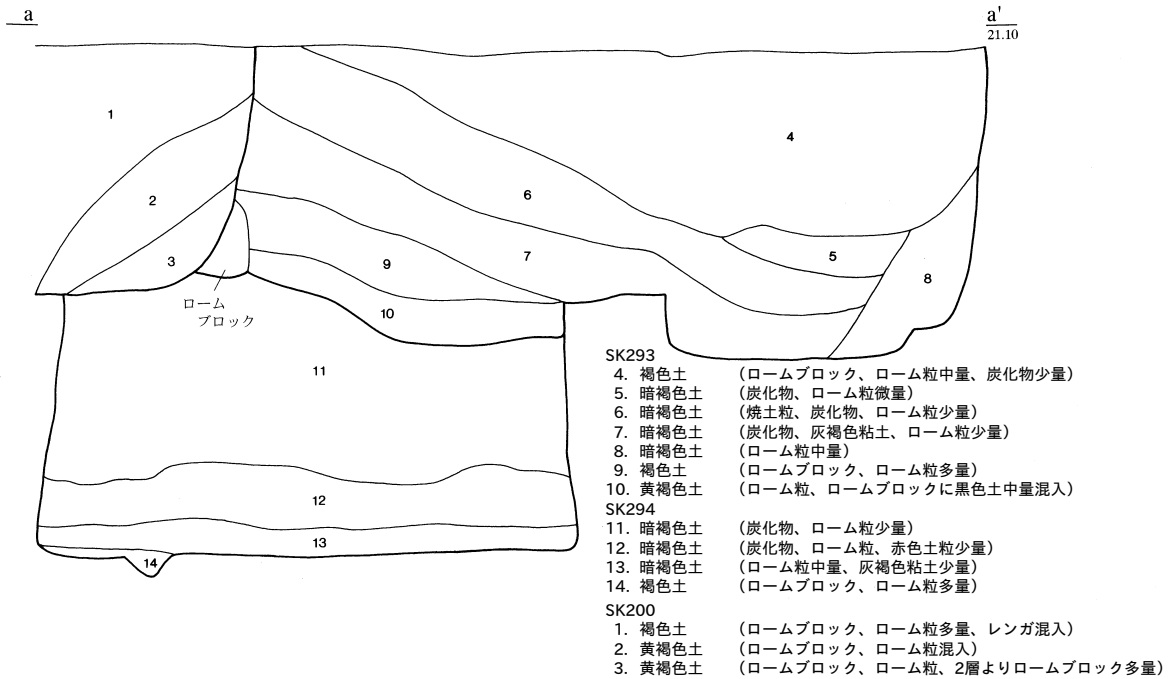 a
a'
21.10
1
4
2
6
3
9
7
5
8
ローム
ブロック
10
11
12
13
14
SK293
4. 褐色土 （ロームブロック、ローム粒中量、炭化物少量）
5. 暗褐色土 （炭化物、ローム粒微量）
6. 暗褐色土 （焼土粒、炭化物、ローム粒少量）
7. 暗褐色土 （炭化物、灰褐色粘土、ローム粒少量）
8. 暗褐色土 （ローム粒中量）
9. 褐色土 （ロームブロック、ローム粒多量）
10. 黄褐色土 （ローム粒、ロームブロックに黒色土中量混入）
SK294
11. 暗褐色土 （炭化物、ローム粒少量）
12. 暗褐色土 （炭化物、ローム粒、赤色土粒少量）
13. 暗褐色土 （ローム粒中量、灰褐色粘土少量）
14. 褐色土 （ロームブロック、ローム粒多量）
SK200
1. 褐色土 （ロームブロック、ローム粒多量、レンガ混入）
2. 黄褐色土 （ロームブロック、ローム粒混入）
3. 黄褐色土 （ロームブロック、ローム粒、2層よりロームブロック多量）